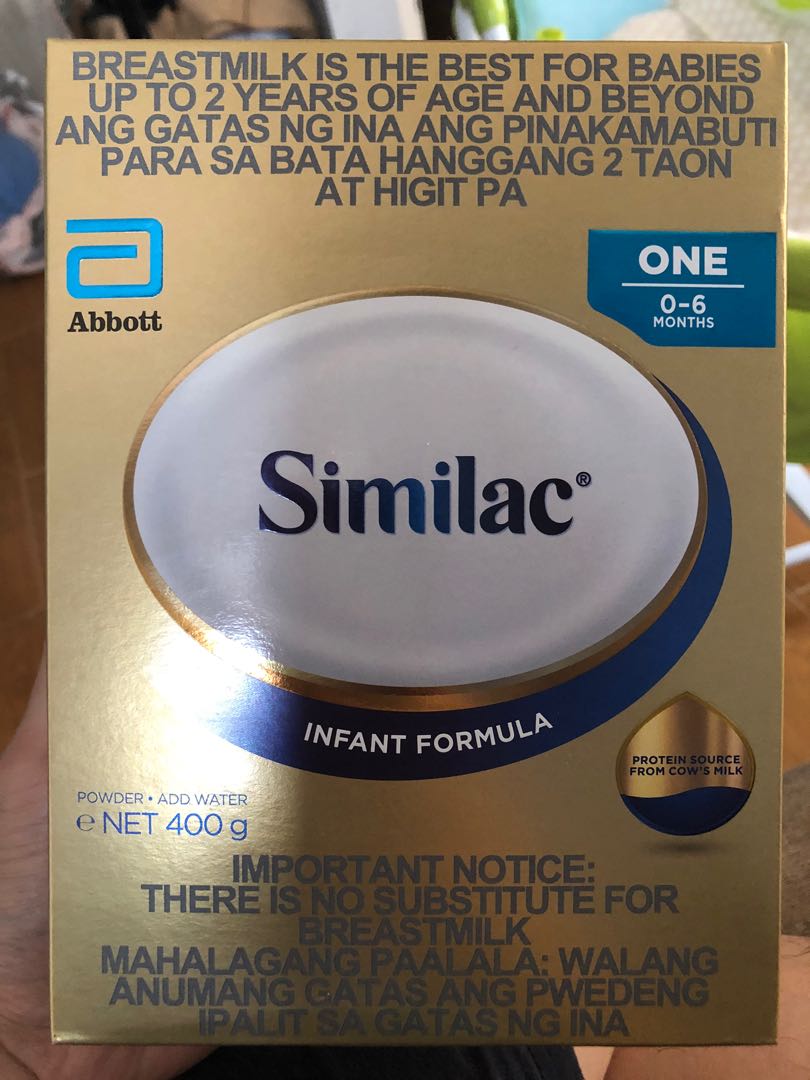 BREASTMILK IS THE BEST FOR BABIES
UP TO 2 YEARS OF AGE AND BEYOND
ANG GATAS NG INA ANG PINAKAMABUTI
PARA SA BATA HANGGANG 2 TAON
AT HIGIT PA
Abbott
ONE
0-6
MONTHS
Similac®
INFANT FORMULA
PROTEIN SOURCE
FROM COW'S MILK
POWDER • ADD WATER
e NET 400 g
IMPORTANT NOTICE:
THERE IS NO SUBSTITUTE FOR
BREASTMILK
MAHALAGANG PAALALA: WALANG
ANUMANG GATAS ANG PWEDENG
IPALIT SA GATAS NG INA